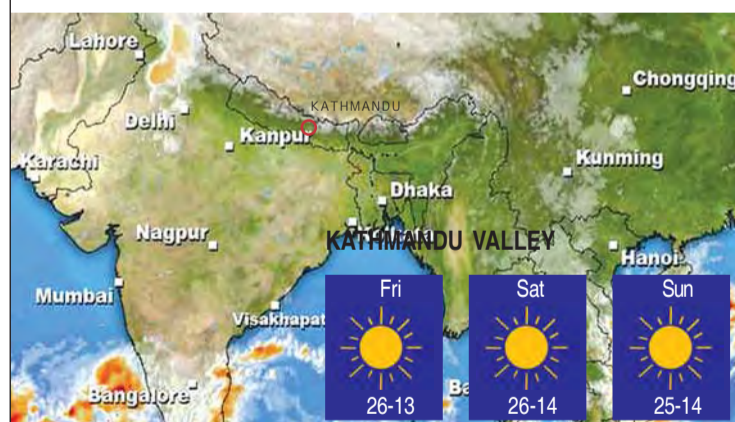 Lahore
Chongqing
KATHMANDU
Delhi
Kanpur
Karachi
Kunming
Dhaka
Nagpur
KATHMANDU VALLEY
Hanoi
Mumbai
Visakhapat
Bangalore
Ba
Fri
26-13
Sat
26-14
Sun
25-14